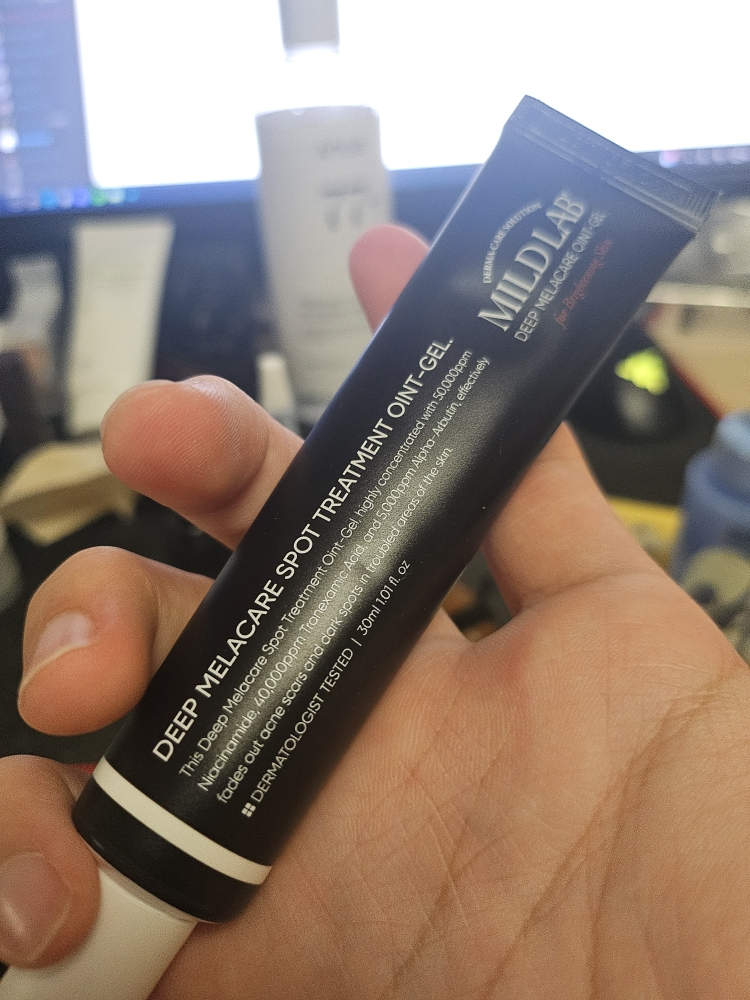 DERMA-CARE SOLUTION
MILD LAB
DEEP MELACARE OINT-GEL
for Brightening Skin
DEEP MELACARE SPOT TREATMENT OINT-GEL.
This Deep Melacare Spot Treatment Oint-Gel, highly concentrated with 50,000ppm
Niacinamide, 40,000ppm Tranexamic Acid, and 5,000ppm Alpha-Arbutin, effectively
fades out acne scars and dark spots in troubled areas of the skin.
DERMATOLOGIST TESTED | 30ml 1.01 fl. oz